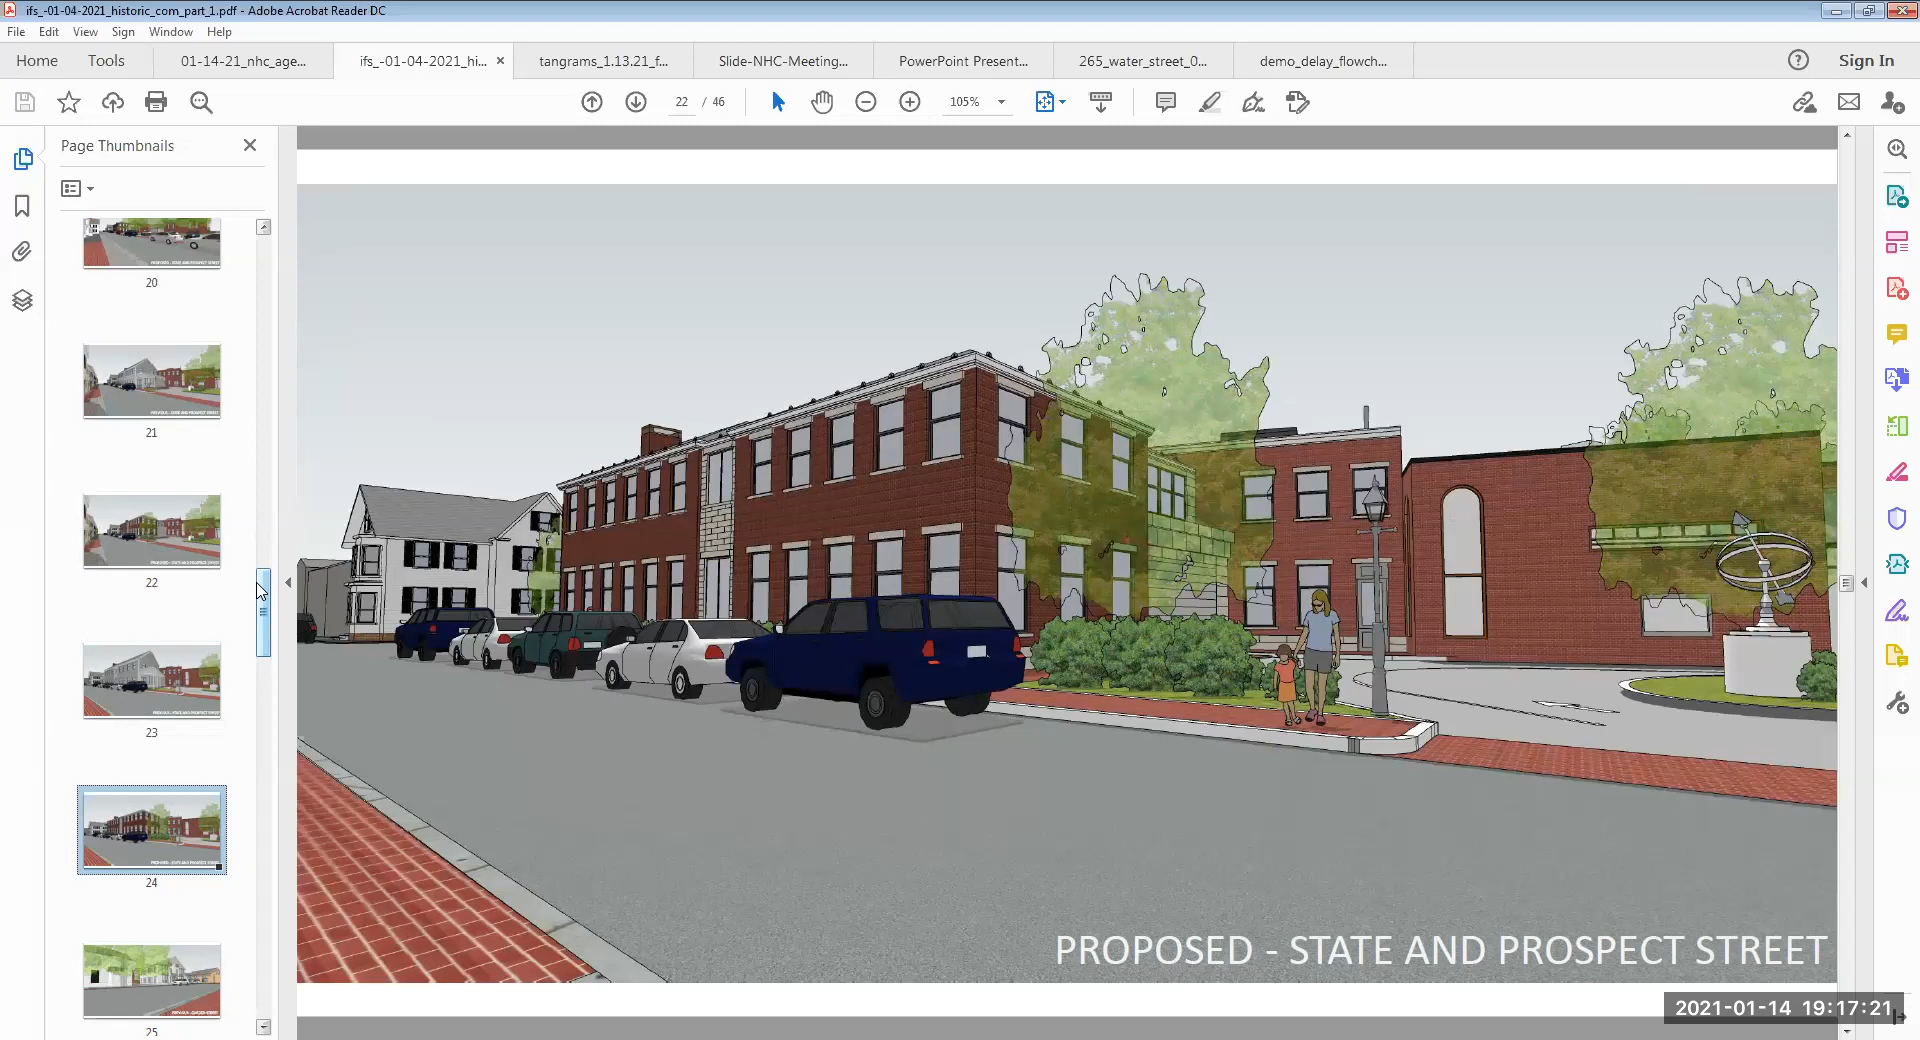 ifs_-01-04-2021_historic_com_part_1.pdf - Adobe Acrobat Reader DC
File Edit View Sign Window Help
Home Tools 01-14-21_nhc_age... ifs_-01-04-2021_hi... tangrams_1.13.21_f... Slide-NHC-Meeting... PowerPoint Present... 265_water_street_0... demo_delay_flowch... Sign In
22 / 46 105%
Page Thumbnails
20
21
22
23
24
25
PROPOSED - STATE AND PROSPECT STREET
2021-01-14 19:17:21